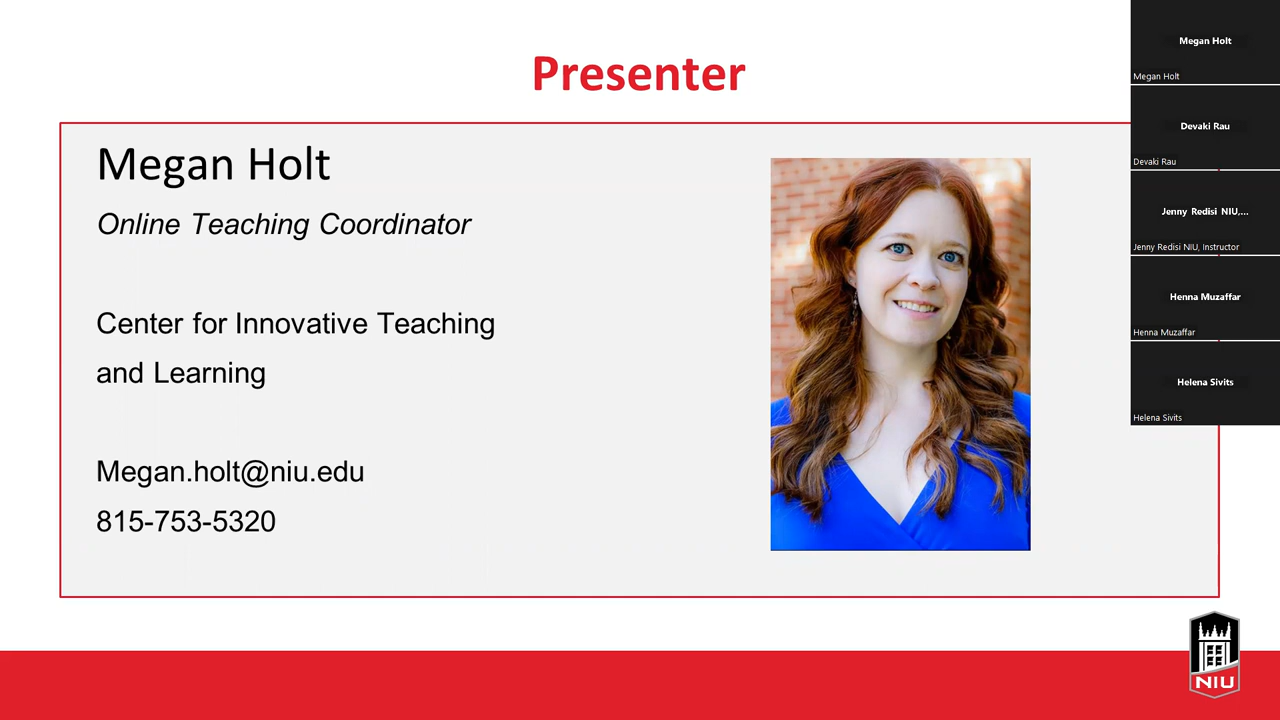 Presenter
Megan Holt
Online Teaching Coordinator
Center for Innovative Teaching
and Learning
Megan.holt@niu.edu
815-753-5320
Megan Holt
Megan Holt
Devaki Rau
Devaki Rau
Jenny Redisi NIU,...
Jenny Redisi NIU, Instructor
Henna Muzaffar
Henna Muzaffar
Helena Sivits
Helena Sivits
NIU